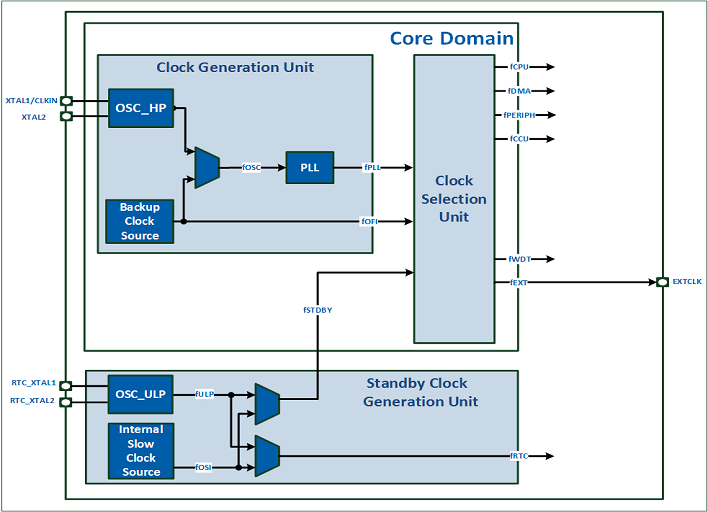 Core Domain
Clock Generation Unit
XTAL1/CLKIN
XTAL2
OSC_HP
fOSC
PLL
fPLL
Backup
Clock
Source
fOFI
Clock
Selection
Unit
fCPU
fDMA
fPERIPH
fCCU
fWDT
fEXT
EXTCLK
fSTDBY
RTC_XTAL1
RTC_XTAL2
OSC_ULP
fULP
Standby Clock
Generation Unit
Internal
Slow
Clock
Source
fOSI
fRTC